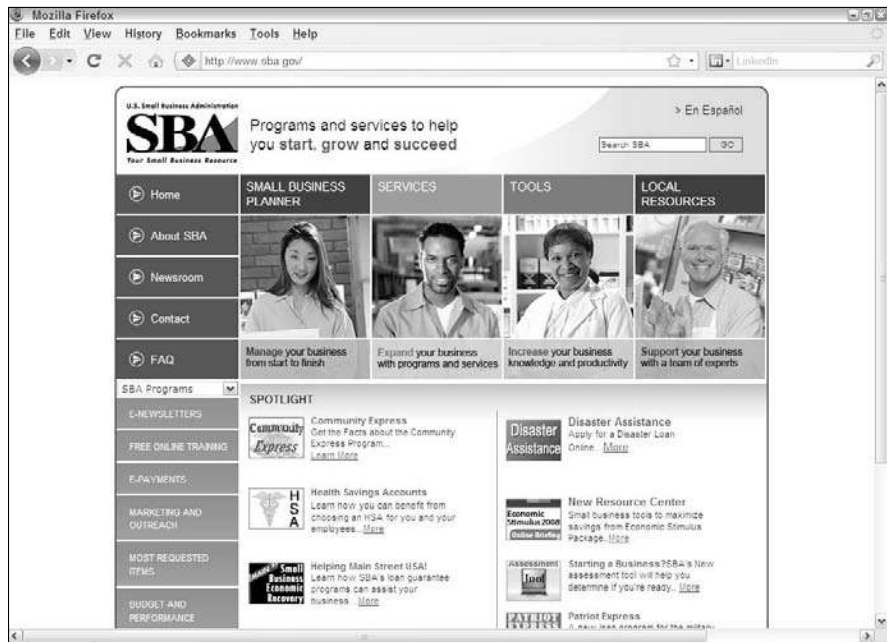 Mozilla Firefox
File Edit View History Bookmarks Tools Help
http://www.sba.gov/
LinkedIn
U.S. Small Business Administration
SBA
Your Small Business Resource
Programs and services to help
you start, grow and succeed
> En Español
Search SBA
GO
Home
About SBA
Newsroom
Contact
FAQ
SMALL BUSINESS
PLANNER
SERVICES
TOOLS
LOCAL
RESOURCES
Manage your business
from start to finish
Expand your business
with programs and services
Increase your business
knowledge and productivity
Support your business
with a team of experts
SBA Programs
E-NEWSLETTERS
FREE ONLINE TRAINING
E-PAYMENTS
MARKETING AND
OUTREACH
MOST REQUESTED
ITEMS
BUDGET AND
PERFORMANCE
SPOTLIGHT
Community
Express
Community Express
Get the Facts about the Community
Express Program...
Learn More
HSA
Health Savings Accounts
Learn how you can benefit from
choosing an HSA for you and your
employees...More
Small
Business
Economic
Recovery
Helping Main Street USA!
Learn how SBA's loan guarantee
programs can assist your
business...More
Disaster
Assistance
Disaster Assistance
Apply for a Disaster Loan
Online...More
Economic
Stimulus 2008
Online Briefing
New Resource Center
Small business tools to maximize
savings from Economic Stimulus
Package..More
Assessment
Tool
Starting a Business?SBA's New
assessment tool will help you
determine if you're ready.. More
PATRIOT
EXPRESS
Patriot Express
A new loan program for the military